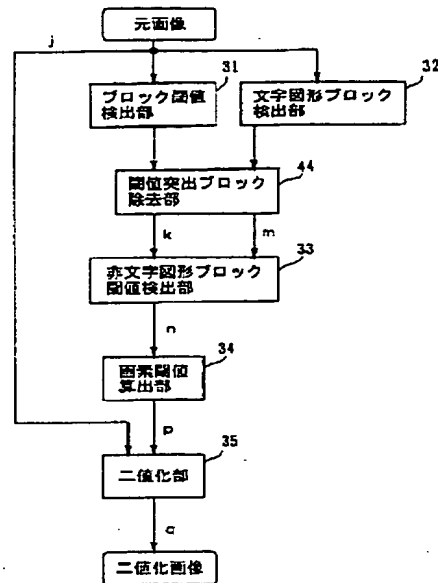 元画像
j
31
32
ブロック閾値
検出部
文字図形ブロック
検出部
44
閾値突出ブロック
除去部
k
m
33
非文字図形ブロック
閾値検出部
n
34
画素閾値
算出部
p
35
二値化部
q
二値化画像